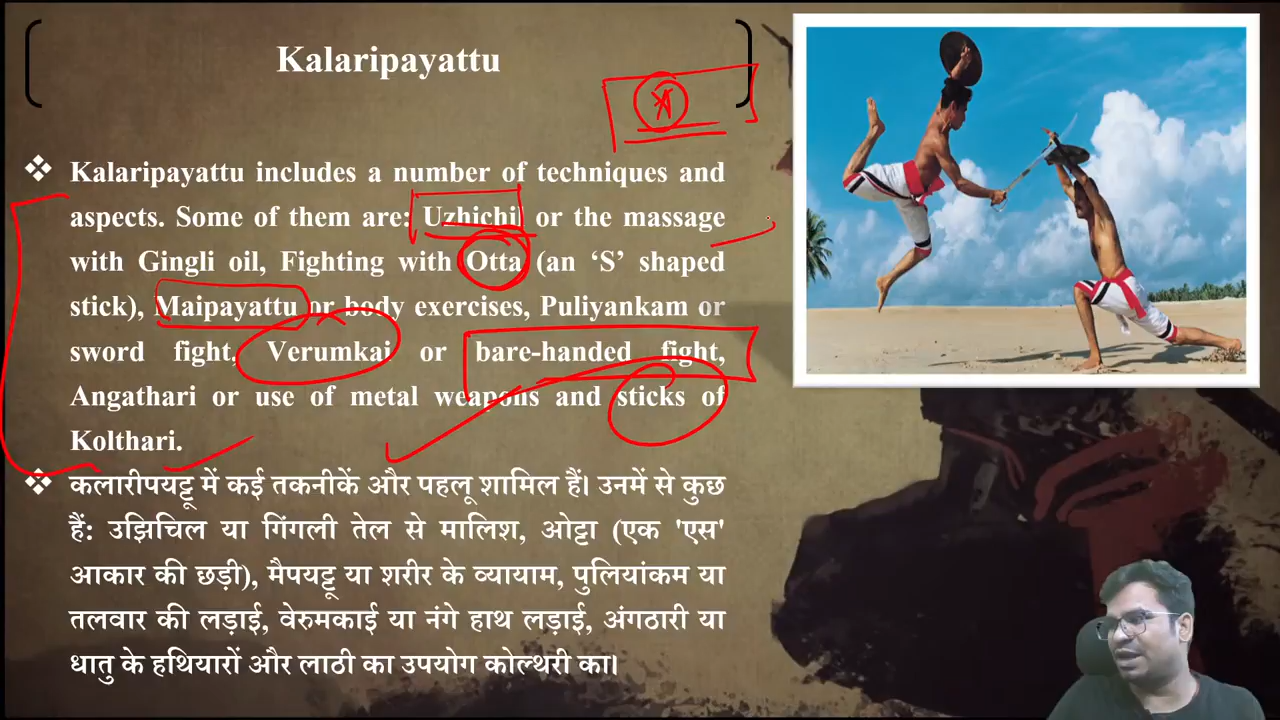 Kalaripayattu
Kalaripayattu includes a number of techniques and
aspects. Some of them are: Uzhichil or the massage
with Gingli oil, Fighting with Otta (an ‘S’ shaped
stick), Maipayattu or body exercises, Puliyankam or
sword fight, Verumkai or bare-handed fight,
Angathari or use of metal weapons and sticks of
Kolthari.
कलारीपयट्टू में कई तकनीकें और पहलू शामिल हैं। उनमें से कुछ
हैं: उझिचिल या गिंगली तेल से मालिश, ओट्टा (एक 'एस'
आकार की छड़ी), मैपयट्टू या शरीर के व्यायाम, पुलियांकम या
तलवार की लड़ाई, वेरुमकाई या नंगे हाथ लड़ाई, अंगठारी या
धातु के हथियारों और लाठी का उपयोग कोल्थरी का।